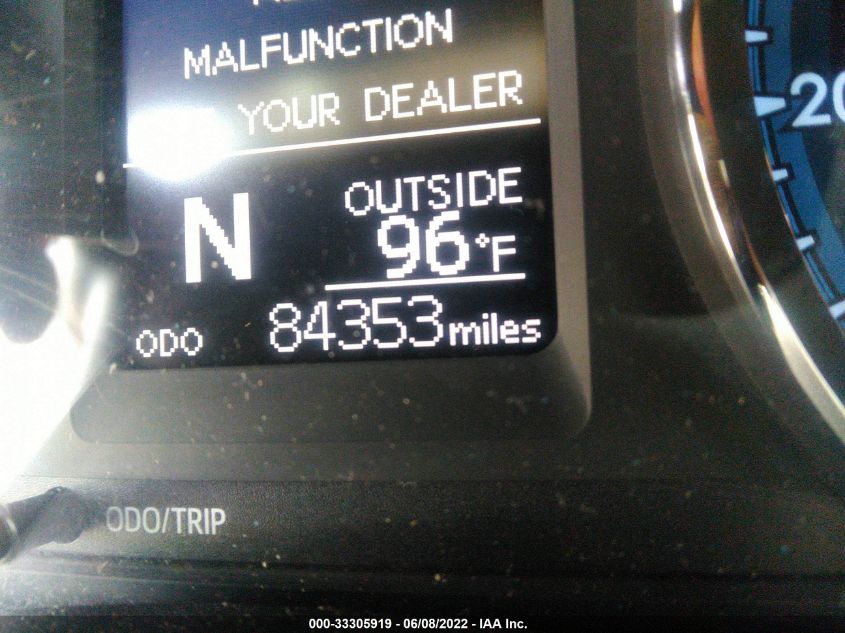 MALFUNCTION
YOUR DEALER
N
OUTSIDE
96°F
ODO 84353 miles
20
ODO/TRIP
000-33305919 - 06/08/2022 - IAA Inc.